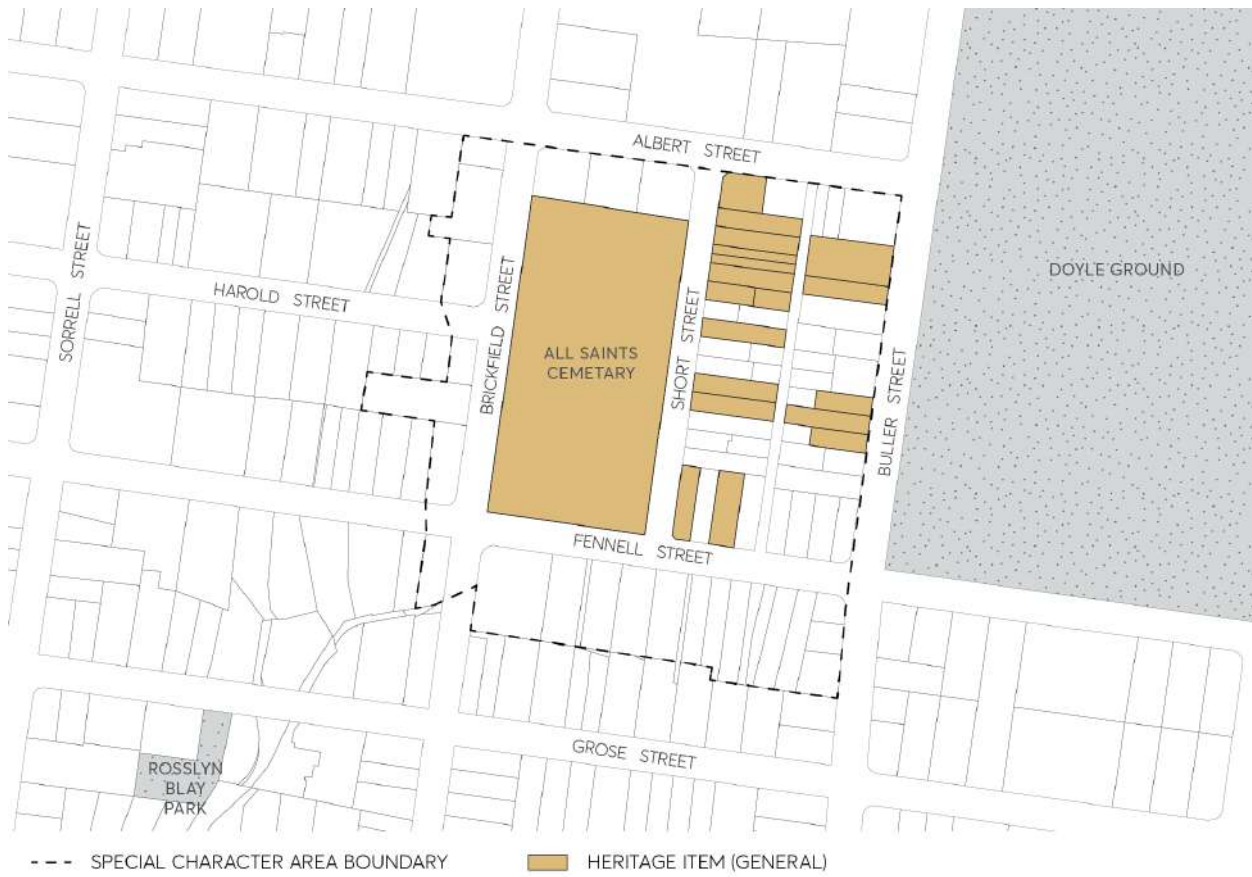 ALBERT STREET
DOYLE GROUND
SORRELL STREET
HAROLD STREET
BRICKFIELD STREET
ALL SAINTS
CEMETARY
SHORT STREET
BULLER STREET
FENNELL STREET
GROSE STREET
ROSSLYN
BLAY
PARK
SPECIAL CHARACTER AREA BOUNDARY
HERITAGE ITEM (GENERAL)